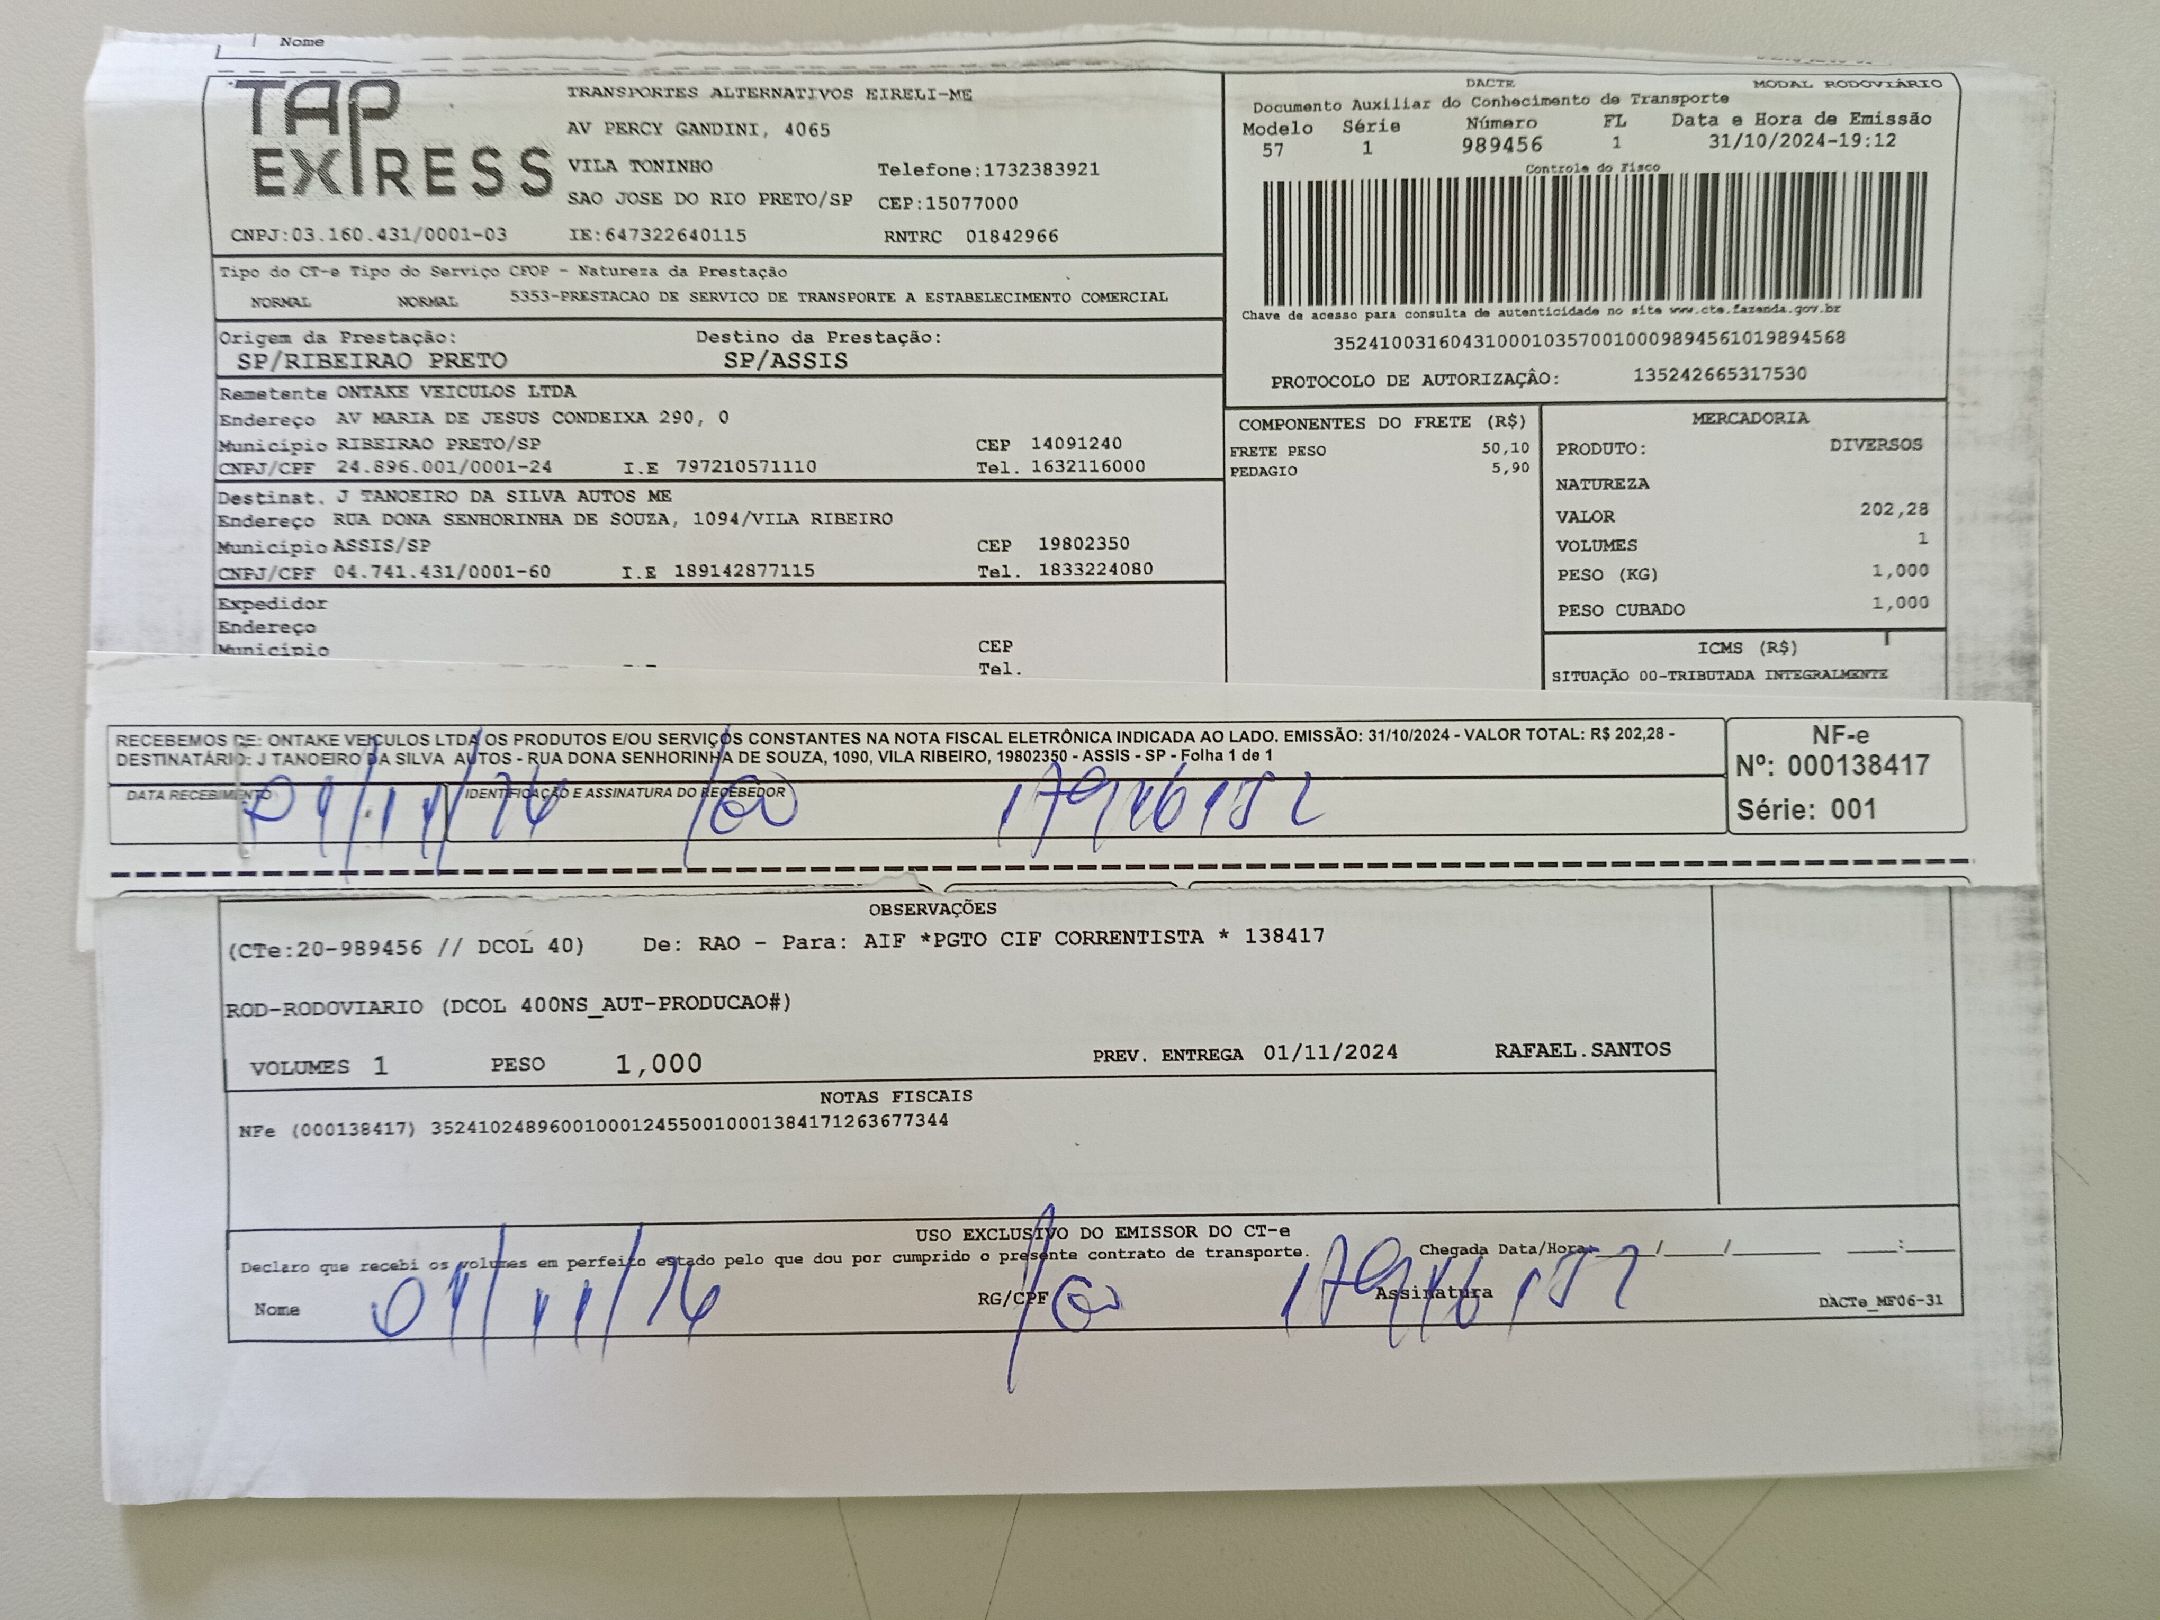 Nome
TAP EXPRESS
TRANSPORTES ALTERNATIVOS EIRELI-ME
AV PERCY GANDINI, 4065
VILA TONINHO Telefone:1732383921
SAO JOSE DO RIO PRETO/SP CEP:15077000
CNPJ:03.160.431/0001-03 IE:647322640115 RNTRC 01842966
DACTE MODAL RODOVIÁRIO
Documento Auxiliar do Conhecimento de Transporte
Modelo Série Número FL Data e Hora de Emissão
57 1 989456 1 31/10/2024-19:12
Controle do Fisco
Chave de acesso para consulta de autenticidade no site www.cte.fazenda.gov.br
35241003160431000103570010009894561019894568
PROTOCOLO DE AUTORIZAÇÂO: 135242665317530
Tipo do CT-e Tipo do Serviço CFOP - Natureza da Prestação
NORMAL NORMAL 5353-PRESTACAO DE SERVICO DE TRANSPORTE A ESTABELECIMENTO COMERCIAL
Origem da Prestação: Destino da Prestação:
SP/RIBEIRAO PRETO SP/ASSIS
Remetente ONTAKE VEICULOS LTDA
Endereço AV MARIA DE JESUS CONDEIXA 290, 0
Município RIBEIRAO PRETO/SP CEP 14091240
CNPJ/CPF 24.896.001/0001-24 I.E 797210571110 Tel. 1632116000
Destinat. J TANOEIRO DA SILVA AUTOS ME
Endereço RUA DONA SENHORINHA DE SOUZA, 1094/VILA RIBEIRO
Município ASSIS/SP CEP 19802350
CNPJ/CPF 04.741.431/0001-60 I.E 189142877115 Tel. 1833224080
Expedidor
Endereço
Município CEP
Tel.
COMPONENTES DO FRETE (R$)
FRETE PESO 50,10
PEDAGIO 5,90
MERCADORIA
PRODUTO: DIVERSOS
NATUREZA
VALOR 202,28
VOLUMES 1
PESO (KG) 1,000
PESO CUBADO 1,000
ICMS (R$)
SITUAÇÃO 00-TRIBUTADA INTEGRALMENTE
RECEBEMOS DE: ONTAKE VEICULOS LTDA OS PRODUTOS E/OU SERVIÇOS CONSTANTES NA NOTA FISCAL ELETRÔNICA INDICADA AO LADO. EMISSÃO: 31/10/2024 - VALOR TOTAL: R$ 202,28 -
DESTINATÁRIO: J TANOEIRO DA SILVA AUTOS - RUA DONA SENHORINHA DE SOUZA, 1090, VILA RIBEIRO, 19802350 - ASSIS - SP - Folha 1 de 1
DATA RECEBIMENTO IDENTIFICAÇÃO E ASSINATURA DO RECEBEDOR
NF-e
Nº: 000138417
Série: 001
OBSERVAÇÕES
(CTe:20-989456 // DCOL 40) De: RAO - Para: AIF *PGTO CIF CORRENTISTA * 138417
ROD-RODOVIARIO (DCOL 400NS_AUT-PRODUCAO#)
VOLUMES 1 PESO 1,000 PREV. ENTREGA 01/11/2024 RAFAEL.SANTOS
NOTAS FISCAIS
NFe (000138417) 35241024896001000124550010001384171263677344
USO EXCLUSIVO DO EMISSOR DO CT-e
Declaro que recebi os volumes em perfeito estado pelo que dou por cumprido o presente contrato de transporte. Chegada Data/Hora: ____/____/____ ___:___
Nome RG/CPF Assinatura DACTe_MF06-31